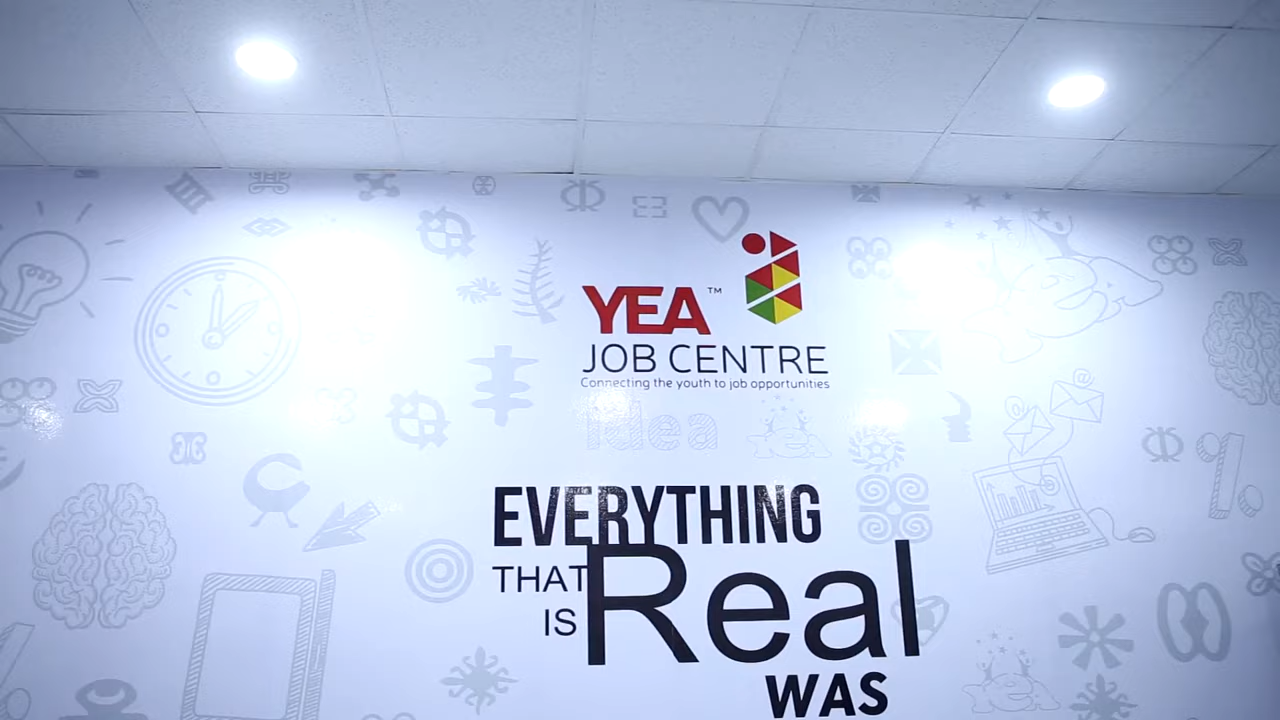 YEA™
JOB CENTRE
Connecting the youth to job opportunities
idea
EVERYTHING
THAT
IS
Real
WAS